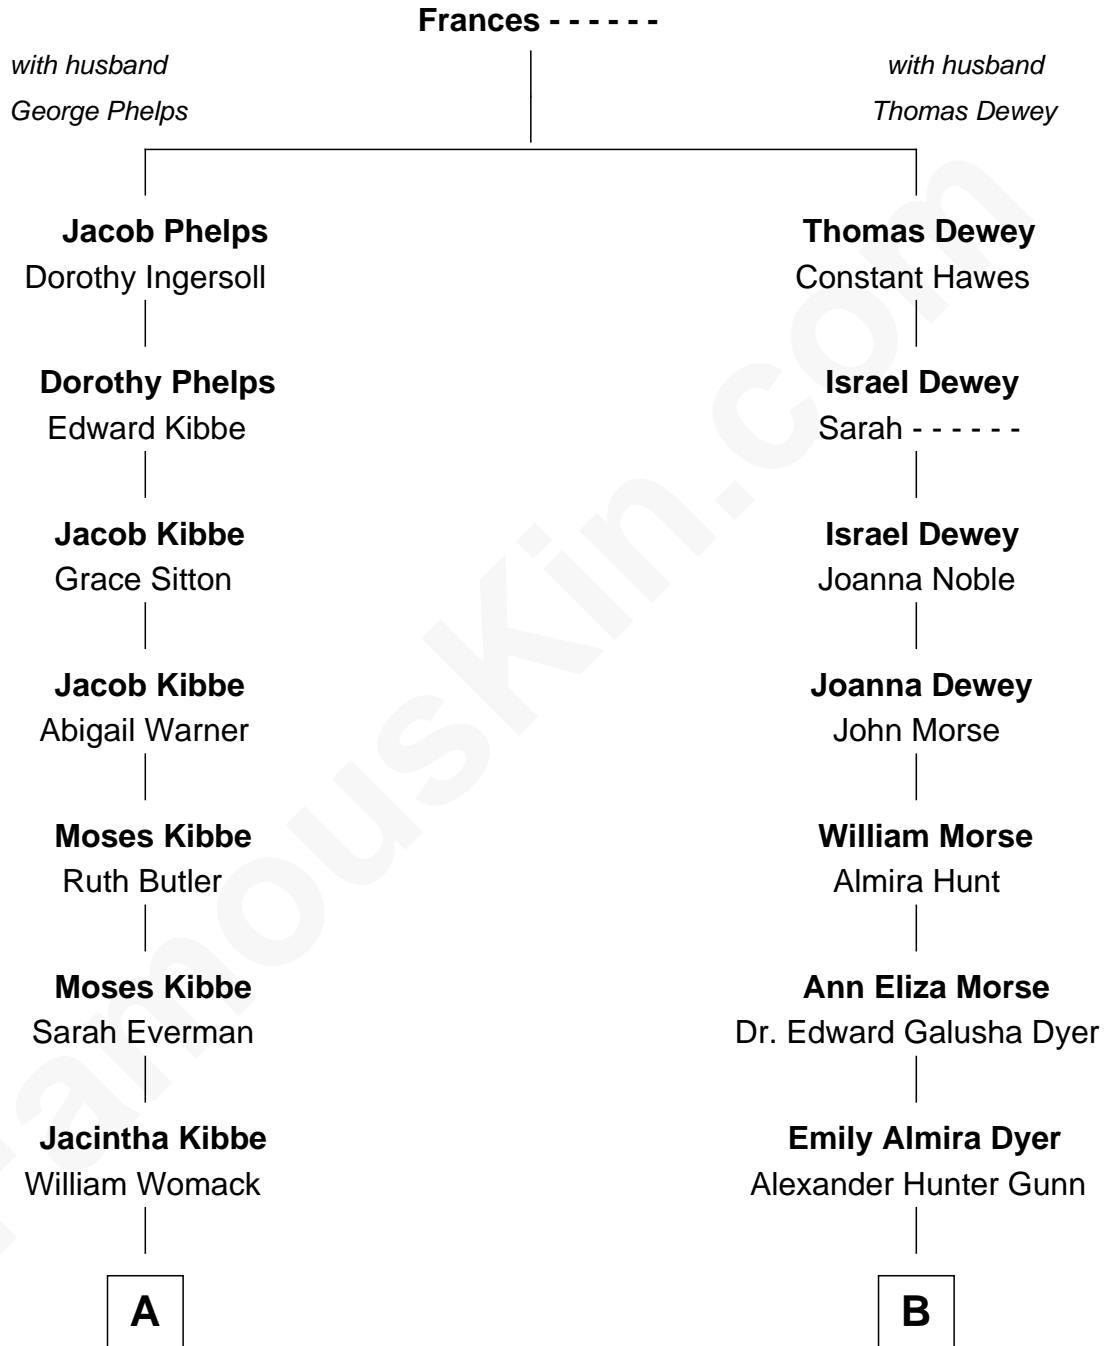 Frances - - - - - -
with husband
George Phelps
with husband
Thomas Dewey
Jacob Phelps
Dorothy Ingersoll
Thomas Dewey
Constant Hawes
Dorothy Phelps
Edward Kibbe
Israel Dewey
Sarah - - - - - -
Jacob Kibbe
Grace Sitton
Israel Dewey
Joanna Noble
Jacob Kibbe
Abigail Warner
Joanna Dewey
John Morse
Moses Kibbe
Ruth Butler
William Morse
Almira Hunt
Moses Kibbe
Sarah Everman
Ann Eliza Morse
Dr. Edward Galusha Dyer
Jacintha Kibbe
William Womack
Emily Almira Dyer
Alexander Hunter Gunn
A
B
FamousKin.com